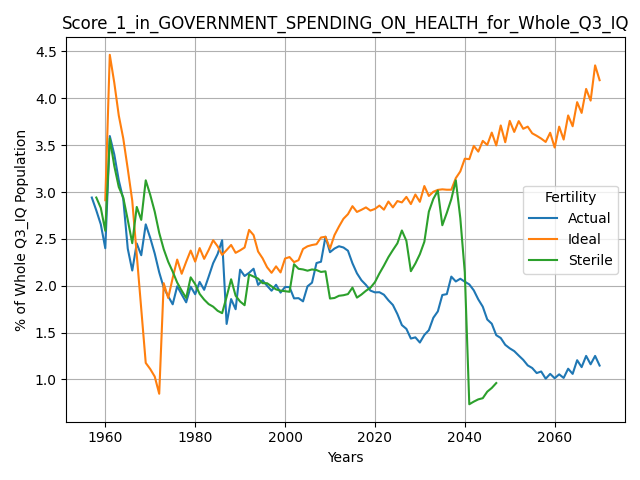 Score_1_in_GOVERNMENT_SPENDING_ON_HEALTH_for_Whole_Q3_IQ
% of Whole Q3_IQ Population
4.5
4.0
3.5
3.0
2.5
2.0
1.5
1.0
Fertility
Actual
Ideal
Sterile
1960 1980 2000 2020 2040 2060
Years